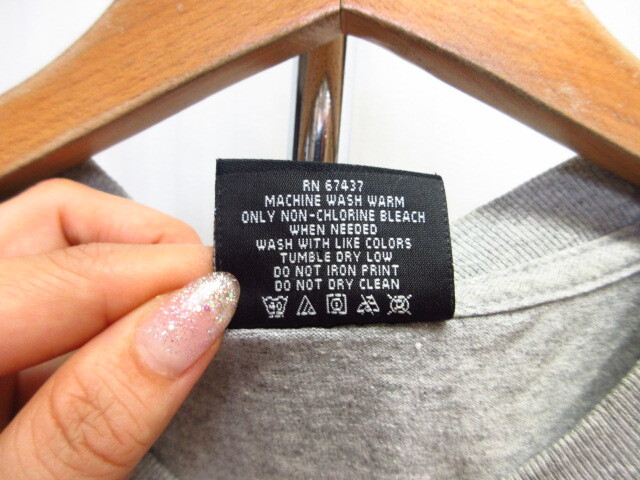 RN 67437
MACHINE WASH WARM
ONLY NON-CHLORINE BLEACH
WHEN NEEDED
WASH WITH LIKE COLORS
TUMBLE DRY LOW
DO NOT IRON PRINT
DO NOT DRY CLEAN
40